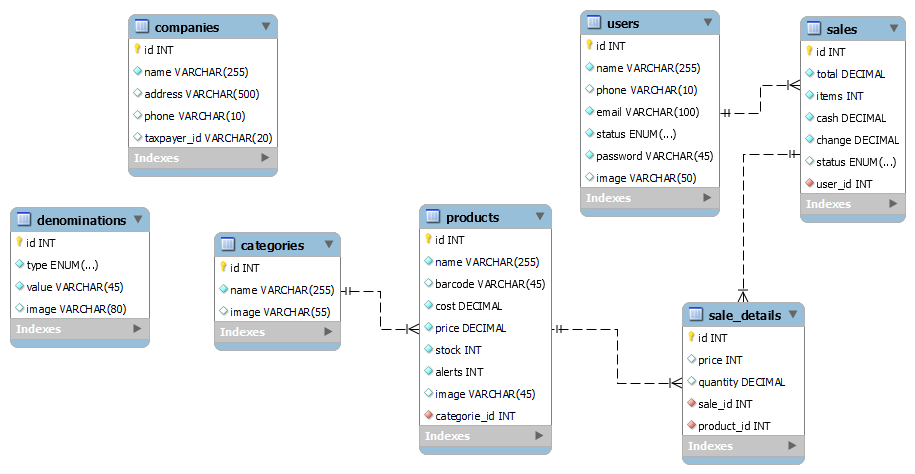 companies
id INT
name VARCHAR(255)
address VARCHAR(500)
phone VARCHAR(10)
taxpayer_id VARCHAR(20)
Indexes
users
id INT
name VARCHAR(255)
phone VARCHAR(10)
email VARCHAR(100)
status ENUM(...)
password VARCHAR(45)
image VARCHAR(50)
Indexes
sales
id INT
total DECIMAL
items INT
cash DECIMAL
change DECIMAL
status ENUM(...)
user_id INT
Indexes
denominations
id INT
type ENUM(...)
value VARCHAR(45)
image VARCHAR(80)
Indexes
categories
id INT
name VARCHAR(255)
image VARCHAR(55)
Indexes
products
id INT
name VARCHAR(255)
barcode VARCHAR(45)
cost DECIMAL
price DECIMAL
stock INT
alerts INT
image VARCHAR(45)
categorie_id INT
Indexes
sale_details
id INT
price INT
quantity DECIMAL
sale_id INT
product_id INT
Indexes